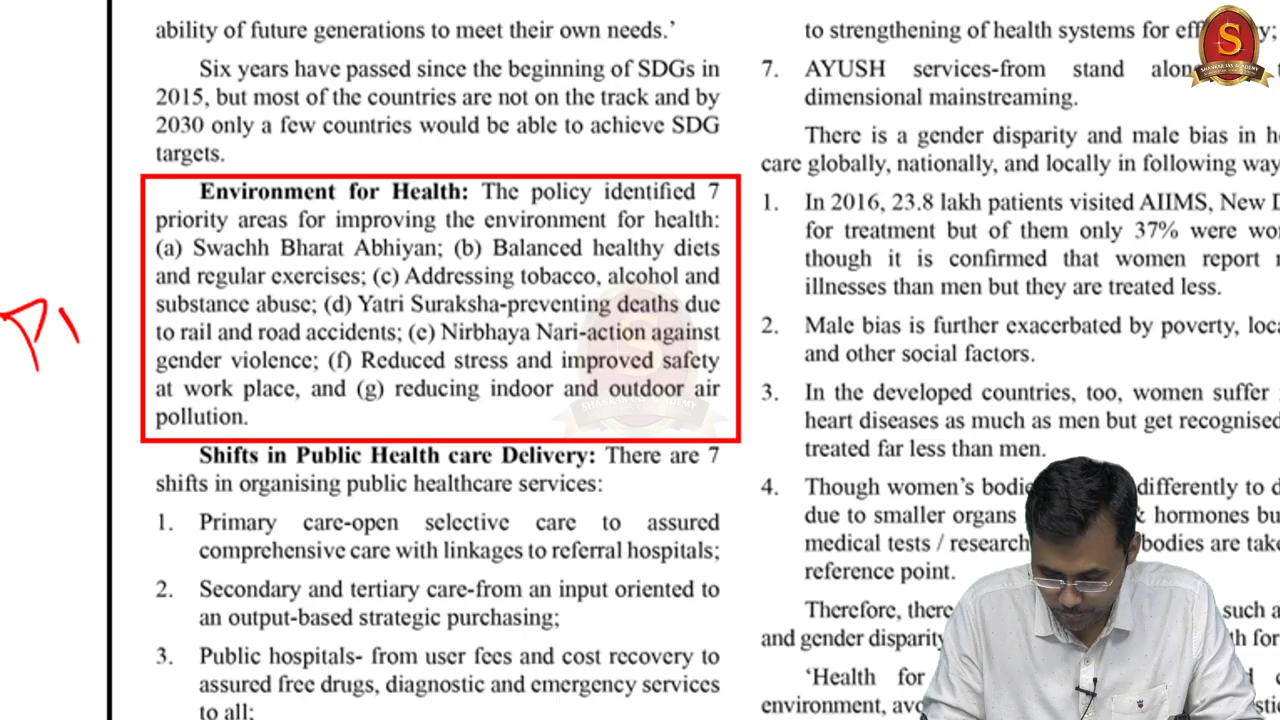 ability of future generations to meet their own needs.’
Six years have passed since the beginning of SDGs in
2015, but most of the countries are not on the track and by
2030 only a few countries would be able to achieve SDG
targets.
Environment for Health: The policy identified 7
priority areas for improving the environment for health:
(a) Swachh Bharat Abhiyan; (b) Balanced healthy diets
and regular exercises; (c) Addressing tobacco, alcohol and
substance abuse; (d) Yatri Suraksha-preventing deaths due
to rail and road accidents; (e) Nirbhaya Nari-action against
gender violence; (f) Reduced stress and improved safety
at work place, and (g) reducing indoor and outdoor air
pollution.
Shifts in Public Health care Delivery: There are 7
shifts in organising public healthcare services:
1. Primary care-open selective care to assured
comprehensive care with linkages to referral hospitals;
2. Secondary and tertiary care-from an input oriented to
an output-based strategic purchasing;
3. Public hospitals- from user fees and cost recovery to
assured free drugs, diagnostic and emergency services
to all;
to strengthening of health systems for
7. AYUSH services-from stand
dimensional mainstreaming.
There is a gender disparity and male bias in
care globally, nationally, and locally in following
1. In 2016, 23.8 lakh patients visited AIIMS, New
for treatment but of them only 37% were
though it is confirmed that women report
illnesses than men but they are treated less.
2. Male bias is further exacerbated by poverty,
and other social factors.
3. In the developed countries, too, women suffer
heart diseases as much as men but get recognised
treated far less than men.
4. Though women’s differently to
due to smaller organs & hormones
medical tests / research bodies are
reference point.
Therefore, such
and gender disparity
‘Health for
environment,
S
SHANKAR IAS ACADEMY
SHANKAR IAS ACADEMY